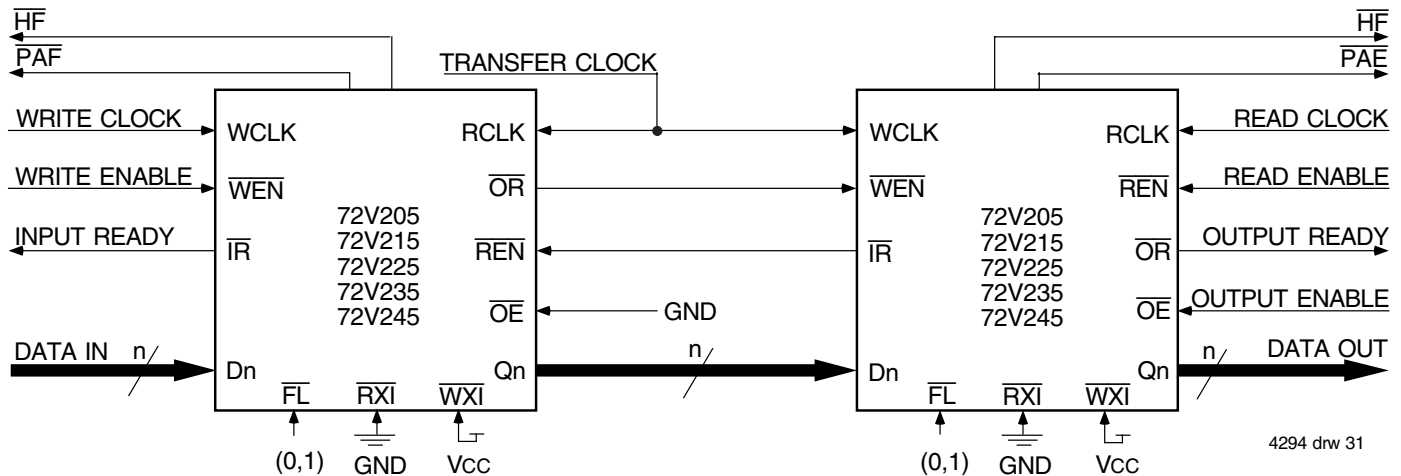 HF
HF
PAF
TRANSFER CLOCK
PAE
WRITE CLOCK
WCLK
RCLK
WCLK
RCLK
READ CLOCK
WRITE ENABLE
WEN
OR
WEN
REN
READ ENABLE
72V205
72V215
72V225
72V235
72V245
72V205
72V215
72V225
72V235
72V245
INPUT READY
IR
REN
IR
OR
OUTPUT READY
OE
GND
OE
OUTPUT ENABLE
DATA IN
n
Dn
Qn
n
Dn
Qn
n
DATA OUT
FL
RXI
WXI
FL
RXI
WXI
(0,1)
GND
VCC
(0,1)
GND
VCC
4294 drw 31